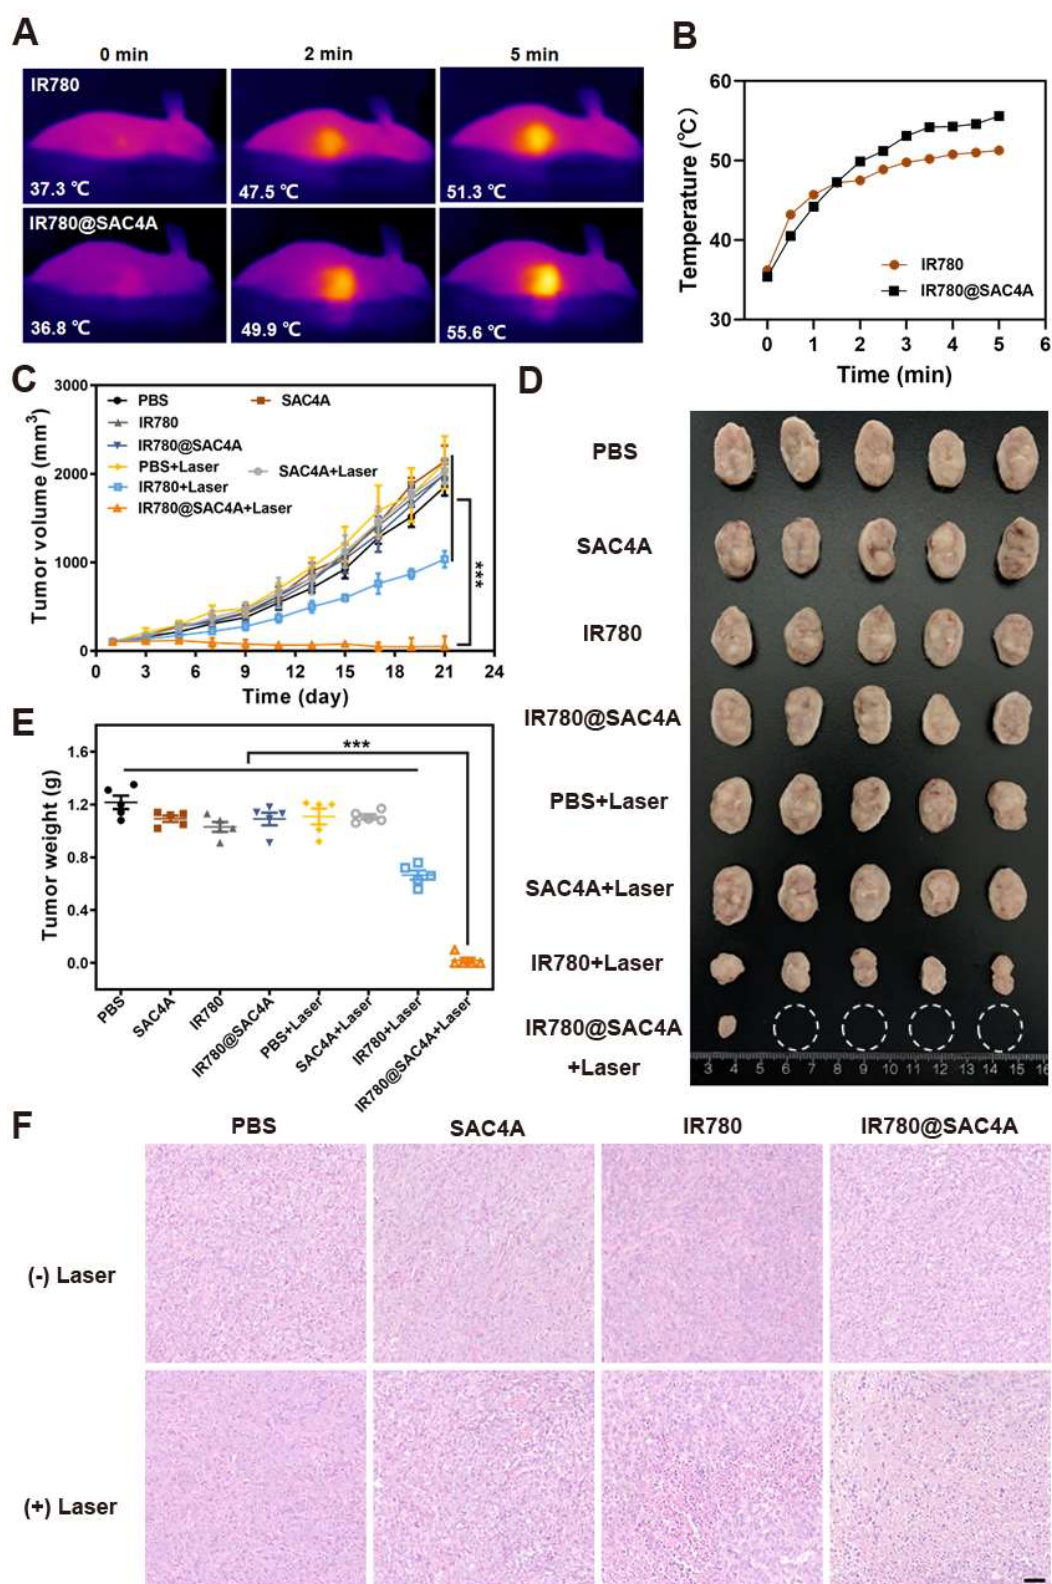 A
0 min
2 min
5 min
IR780
37.3 ℃
47.5 ℃
51.3 ℃
IR780@SAC4A
36.8 ℃
49.9 ℃
55.6 ℃
B
Temperature (°C)
60
50
40
30
IR780
IR780@SAC4A
0 1 2 3 4 5 6
Time (min)
C
Tumor volume (mm³)
3000
2000
1000
0
PBS
SAC4A
IR780
IR780@SAC4A
PBS+Laser
SAC4A+Laser
IR780+Laser
IR780@SAC4A+Laser
***
0 3 6 9 12 15 18 21 24
Time (day)
D
PBS
SAC4A
IR780
IR780@SAC4A
PBS+Laser
SAC4A+Laser
IR780+Laser
IR780@SAC4A
+Laser
3 4 5 6 7 8 9 10 11 12 13 14 15 16
E
Tumor weight (g)
1.6
1.2
0.8
0.4
0.0
***
PBS
SAC4A
IR780
IR780@SAC4A
PBS+Laser
SAC4A+Laser
IR780+Laser
IR780@SAC4A+Laser
F
PBS
SAC4A
IR780
IR780@SAC4A
(-) Laser
(+) Laser